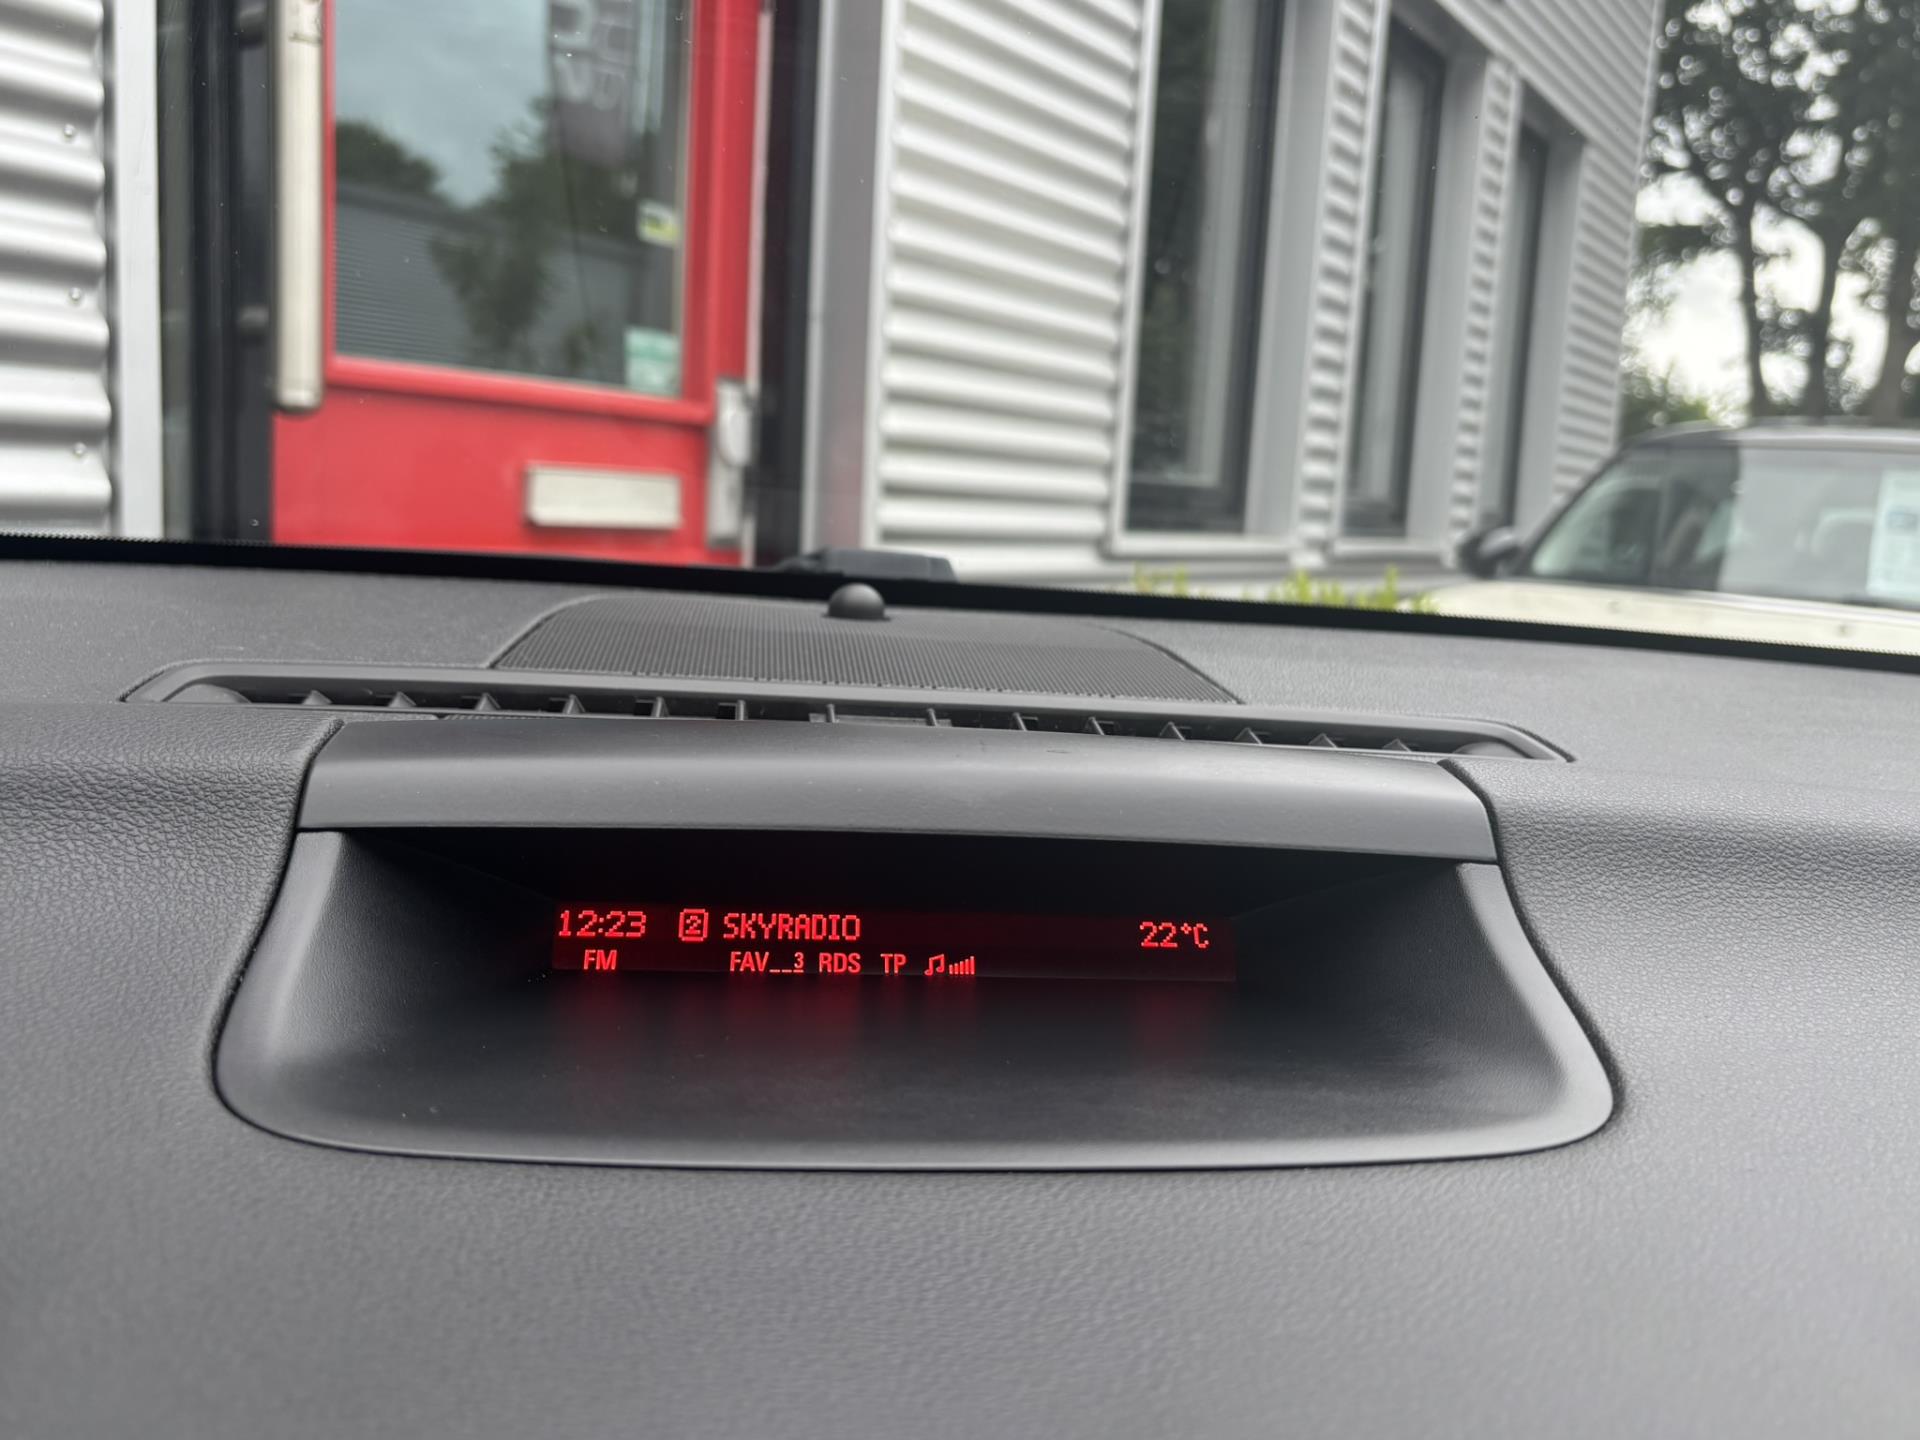 12:23 2 SKYRADIO 22°C
FM FAV__3 RDS TP